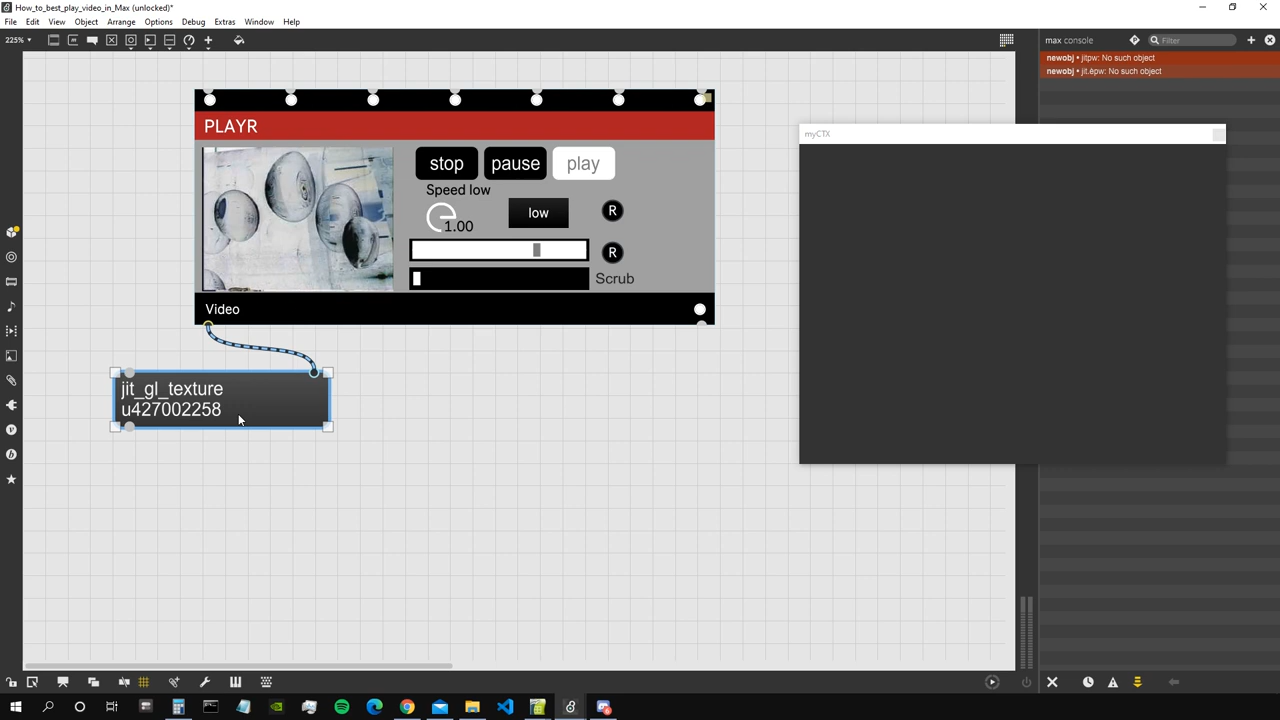 How_to_best_play_video_in_Max (unlocked)*
File Edit View Object Arrange Options Debug Extras Window Help
225%
max console
Filter
newobj • jitpw: No such object
newobj • jit.èpw: No such object
myCTX
PLAYR
stop pause play
Speed low
1.00
low
R
R
Scrub
Video
jit_gl_texture
u427002258